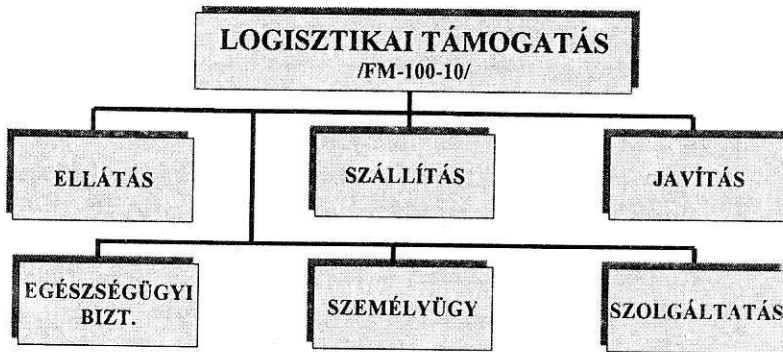 LOGISZTIKAI TÁMOGATÁS
/FM-100-10/
ELLÁTÁS
SZÁLLÍTÁS
JAVÍTÁS
EGÉSZSÉGÜGYI
BIZT.
SZEMÉLYÜGY
SZOLGÁLTATÁS